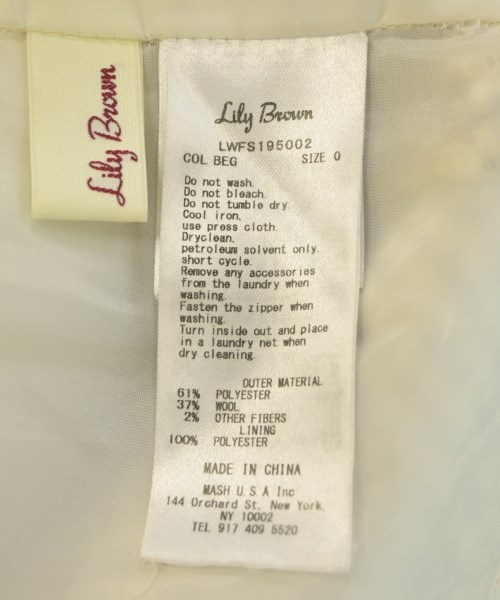 Lily Brown
Lily Brown
LWFS195002
COL BEG SIZE 0
Do not wash.
Do not bleach.
Do not tumble dry.
Cool iron,
use press cloth.
Dryclean,
petroleum solvent only.
short cycle.
Remove any accessories
from the laundry when
washing.
Fasten the zipper when
washing.
Turn inside out and place
in a laundry net when
dry cleaning.
OUTER MATERIAL
61% POLYESTER
37% WOOL
2% OTHER FIBERS
LINING
100% POLYESTER
MADE IN CHINA
MASH U.S.A Inc
144 Orchard St. New York.
NY 10002
TEL 917 409 5520